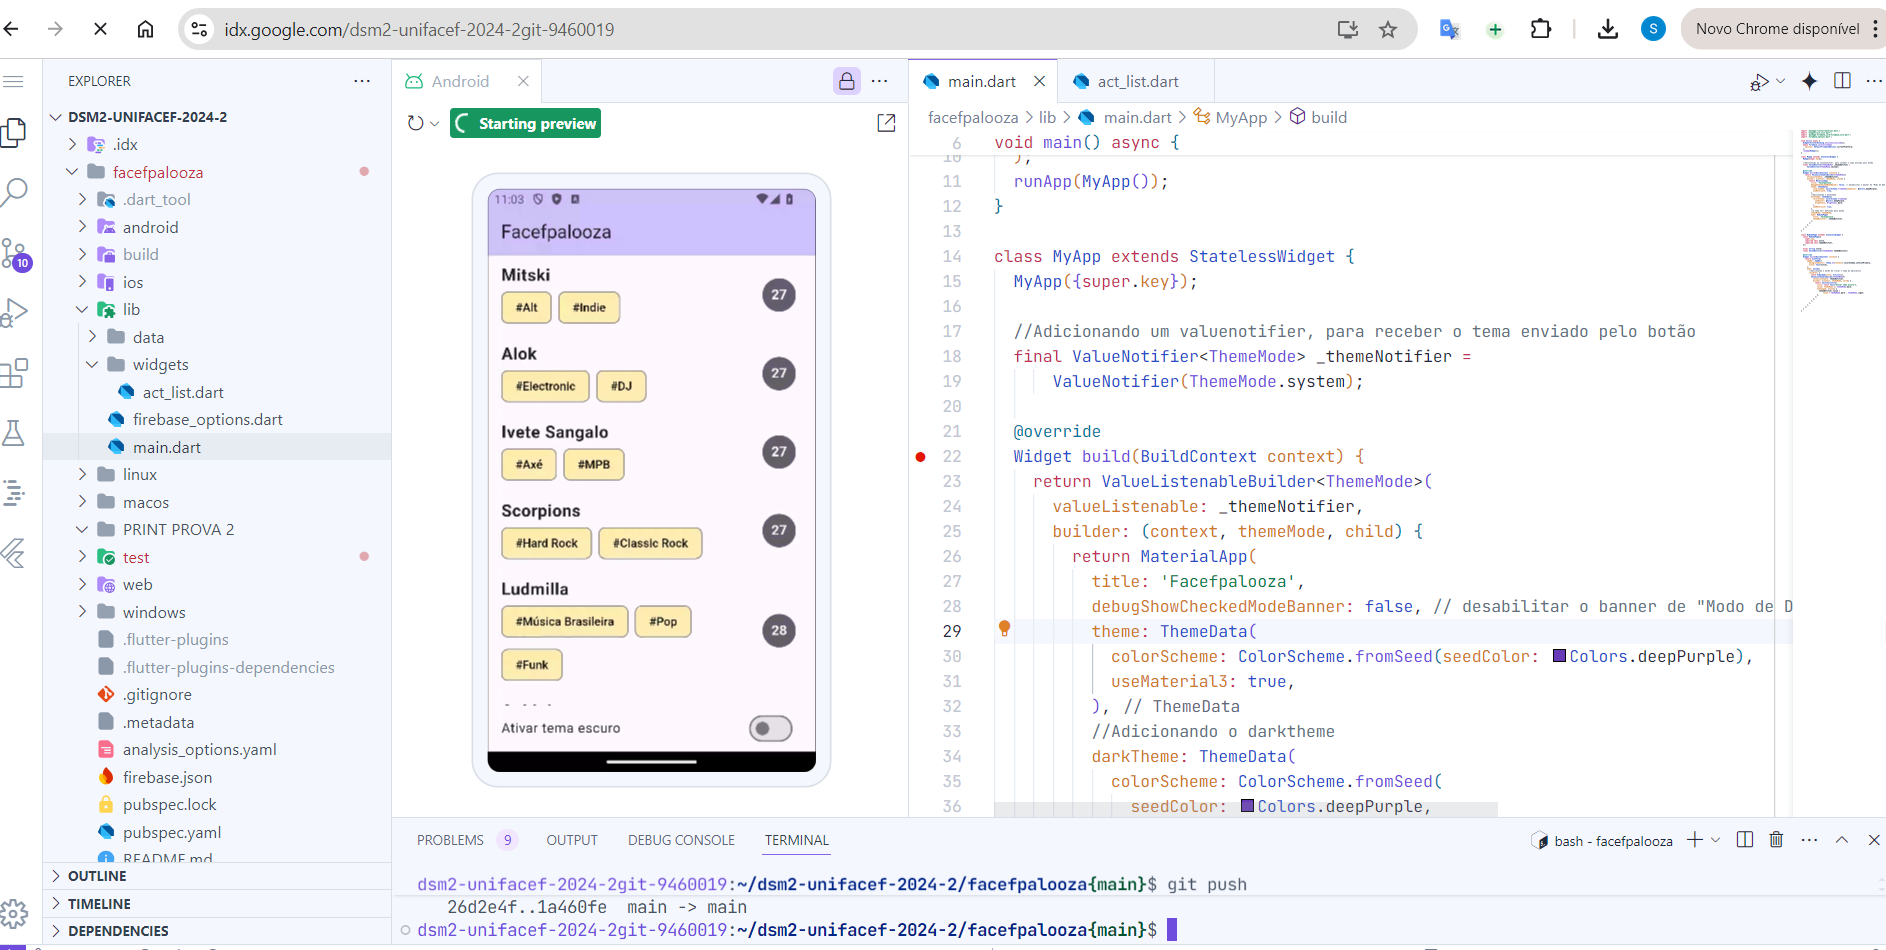 idx.google.com/dsm2-unifacef-2024-2git-9460019
S
Novo Chrome disponível
EXPLORER
DSM2-UNIFACEF-2024-2
.idx
facefpalooza
.dart_tool
android
build
ios
lib
data
widgets
act_list.dart
firebase_options.dart
main.dart
linux
macos
PRINT PROVA 2
test
web
windows
.flutter-plugins
.flutter-plugins-dependencies
.gitignore
.metadata
analysis_options.yaml
firebase.json
pubspec.lock
pubspec.yaml
README.md
OUTLINE
TIMELINE
DEPENDENCIES
10
Android
Starting preview
11:03
Facefpalooza
Mitski
27
#Alt #Indie
Alok
27
#Electronic #DJ
Ivete Sangalo
27
#Axé #MPB
Scorpions
27
#Hard Rock #Classic Rock
Ludmilla
#Música Brasileira #Pop
28
#Funk
Ativar tema escuro
main.dart
act_list.dart
facefpalooza > lib > main.dart > MyApp > build
6 void main() async {
10 );
11 runApp(MyApp());
12 }
13
14 class MyApp extends StatelessWidget {
15 MyApp({super.key});
16
17 //Adicionando um valuenotifier, para receber o tema enviado pelo botão
18 final ValueNotifier<ThemeMode> _themeNotifier =
19 ValueNotifier(ThemeMode.system);
20
21 @override
22 Widget build(BuildContext context) {
23 return ValueListenableBuilder<ThemeMode>(
24 valueListenable: _themeNotifier,
25 builder: (context, themeMode, child) {
26 return MaterialApp(
27 title: 'Facefpalooza',
28 debugShowCheckedModeBanner: false, // desabilitar o banner de "Modo de D
29 theme: ThemeData(
30 colorScheme: ColorScheme.fromSeed(seedColor: Colors.deepPurple),
31 useMaterial3: true,
32 ), // ThemeData
33 //Adicionando o darktheme
34 darkTheme: ThemeData(
35 colorScheme: ColorScheme.fromSeed(
36 seedColor: Colors.deepPurple,
PROBLEMS 9 OUTPUT DEBUG CONSOLE TERMINAL
bash - facefpalooza
dsm2-unifacef-2024-2git-9460019:~/dsm2-unifacef-2024-2/facefpalooza{main}$ git push
26d2e4f..1a460fe main -> main
dsm2-unifacef-2024-2git-9460019:~/dsm2-unifacef-2024-2/facefpalooza{main}$